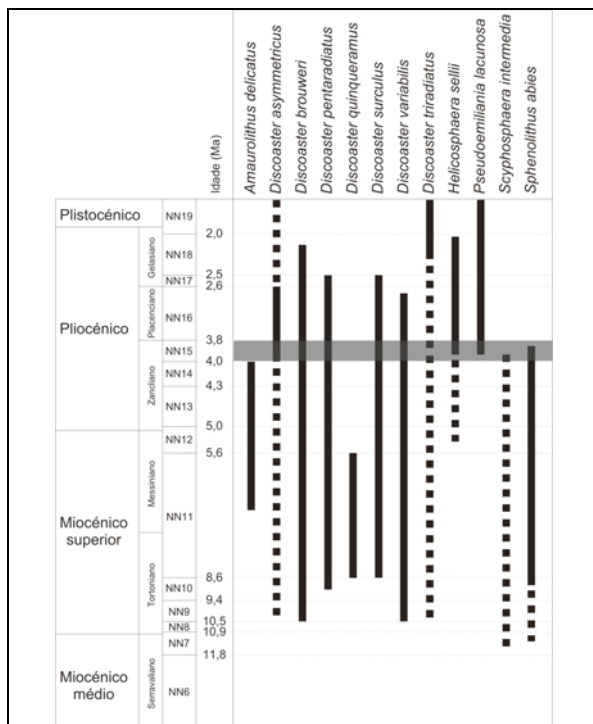 Idade (Ma)
Amaurolithus delicatus
Discoaster asymmetricus
Discoaster brouweri
Discoaster pentaradiatus
Discoaster quinqueramus
Discoaster surculus
Discoaster variabilis
Discoaster triradiatus
Helicosphaera sellii
Pseudoemiliania lacunosa
Scyphosphaera intermedia
Sphenolithus abies
Plistocénico
NN19
2,0
Pliocénico
Gelasiano
NN18
2,5
NN17
2,6
Placenciano
NN16
3,8
NN15
4,0
Zancliano
NN14
4,3
NN13
5,0
Miocénico
superior
NN12
5,6
Messiniano
NN11
8,6
Tortoniano
NN10
9,4
NN9
10,5
NN8
10,9
NN7
11,8
Miocénico
médio
Serravaliano
NN6